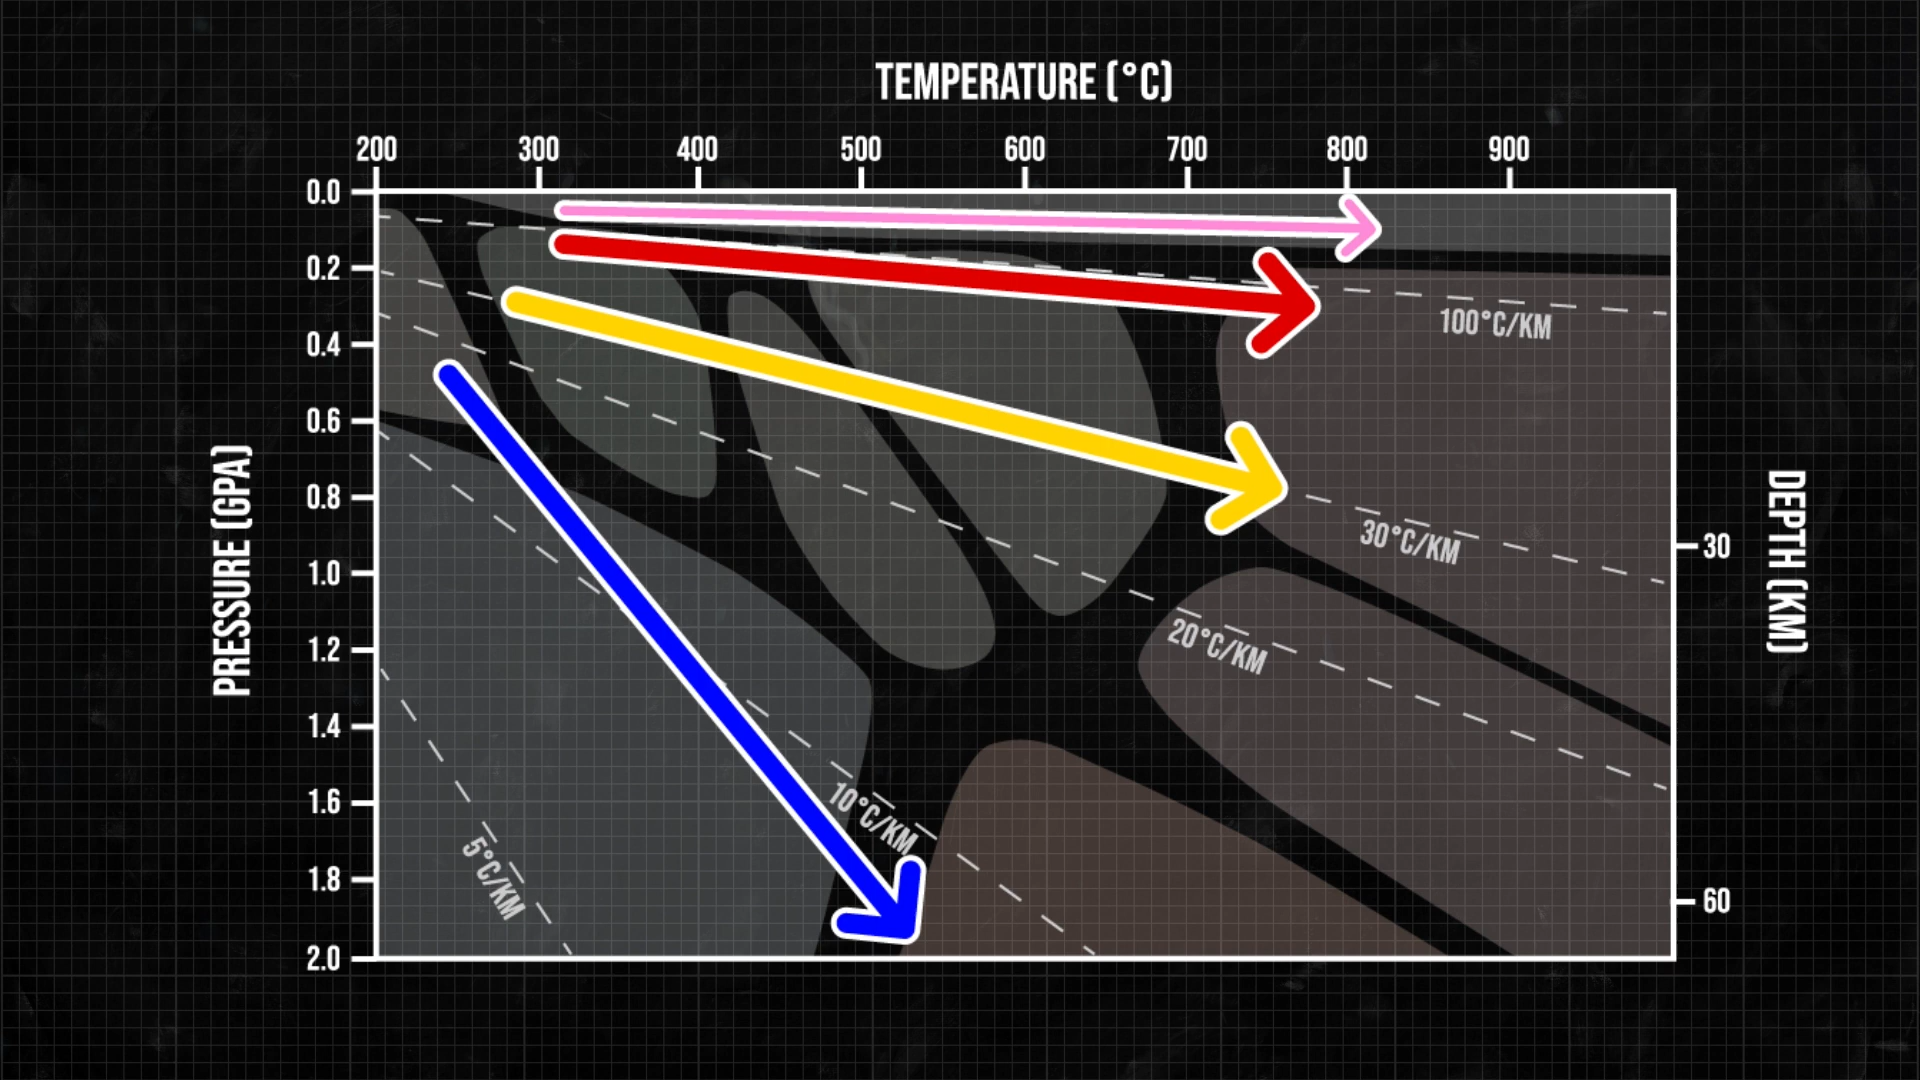 TEMPERATURE (°C)
200 300 400 500 600 700 800 900
0.0
0.2
0.4
0.6
0.8
1.0
1.2
1.4
1.6
1.8
2.0
PRESSURE (GPA)
100°C/KM
30°C/KM
20°C/KM
10°C/KM
5°C/KM
30
60
DEPTH (KM)